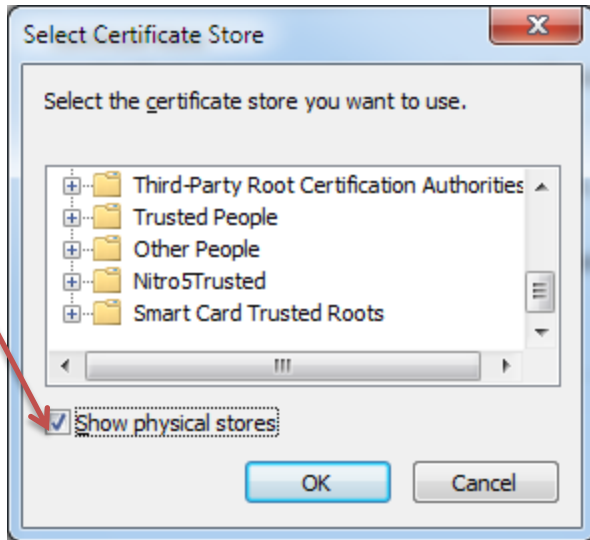 Select Certificate Store
Select the certificate store you want to use.
Third-Party Root Certification Authorities
Trusted People
Other People
Nitro5Trusted
Smart Card Trusted Roots
Show physical stores
OK
Cancel